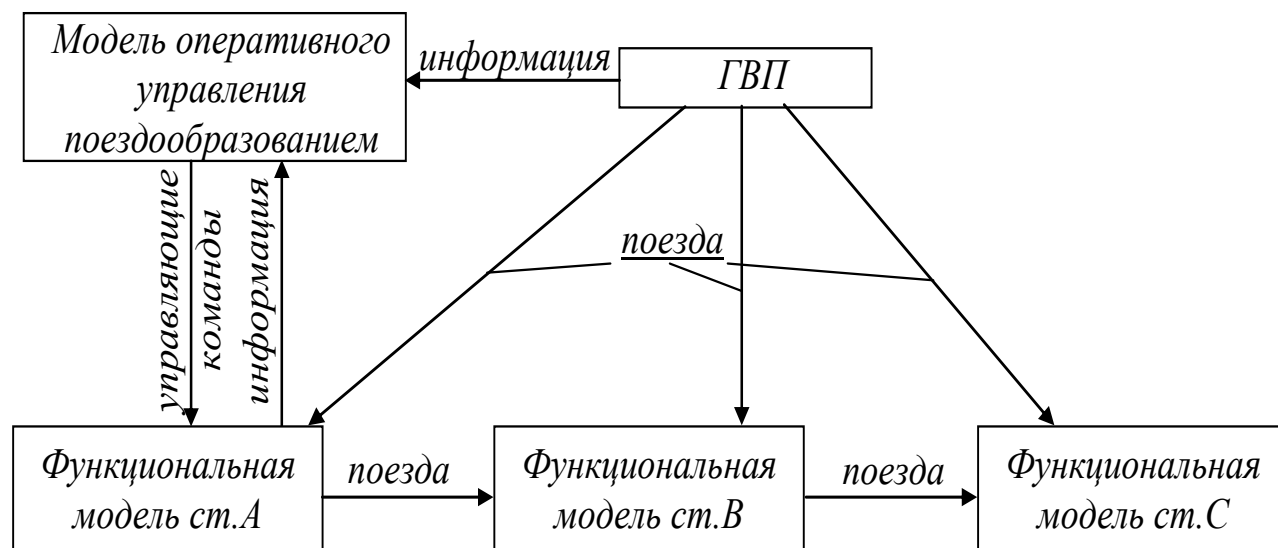 Модель оперативного
управления
поездообразованием
информация
ГВП
управляющие
команды
информация
поезда
Функциональная
модель ст.А
поезда
Функциональная
модель ст.В
поезда
Функциональная
модель ст.С